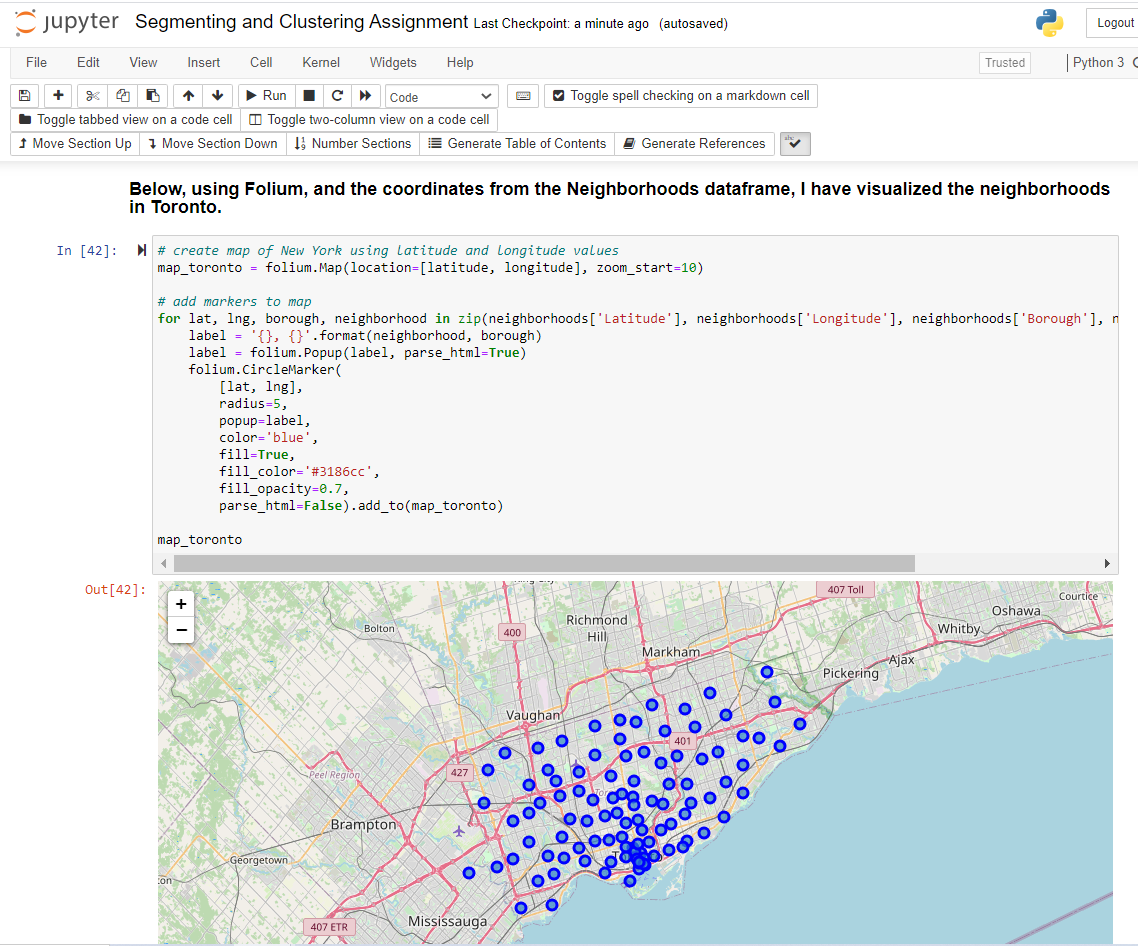 jupyter Segmenting and Clustering Assignment Last Checkpoint: a minute ago (autosaved)
Logout
File Edit View Insert Cell Kernel Widgets Help
Trusted
Python 3
Run
Code
Toggle spell checking on a markdown cell
Toggle tabbed view on a code cell
Toggle two-column view on a code cell
Move Section Up
Move Section Down
Number Sections
Generate Table of Contents
Generate References
abc
Below, using Folium, and the coordinates from the Neighborhoods dataframe, I have visualized the neighborhoods
in Toronto.
In [42]:
# create map of New York using latitude and longitude values
map_toronto = folium.Map(location=[latitude, longitude], zoom_start=10)
# add markers to map
for lat, lng, borough, neighborhood in zip(neighborhoods['Latitude'], neighborhoods['Longitude'], neighborhoods['Borough'], n
label = '{}, {}'.format(neighborhood, borough)
label = folium.Popup(label, parse_html=True)
folium.CircleMarker(
[lat, lng],
radius=5,
popup=label,
color='blue',
fill=True,
fill_color='#3186cc',
fill_opacity=0.7,
parse_html=False).add_to(map_toronto)
map_toronto
Out[42]:
+
−
407 Toll
Courtice
Oshawa
Richmond
Hill
Bolton
400
Whitby
Markham
Ajax
Pickering
Vaughan
401
427
Peel Region
Brampton
Georgetown
Mississauga
407 ETR